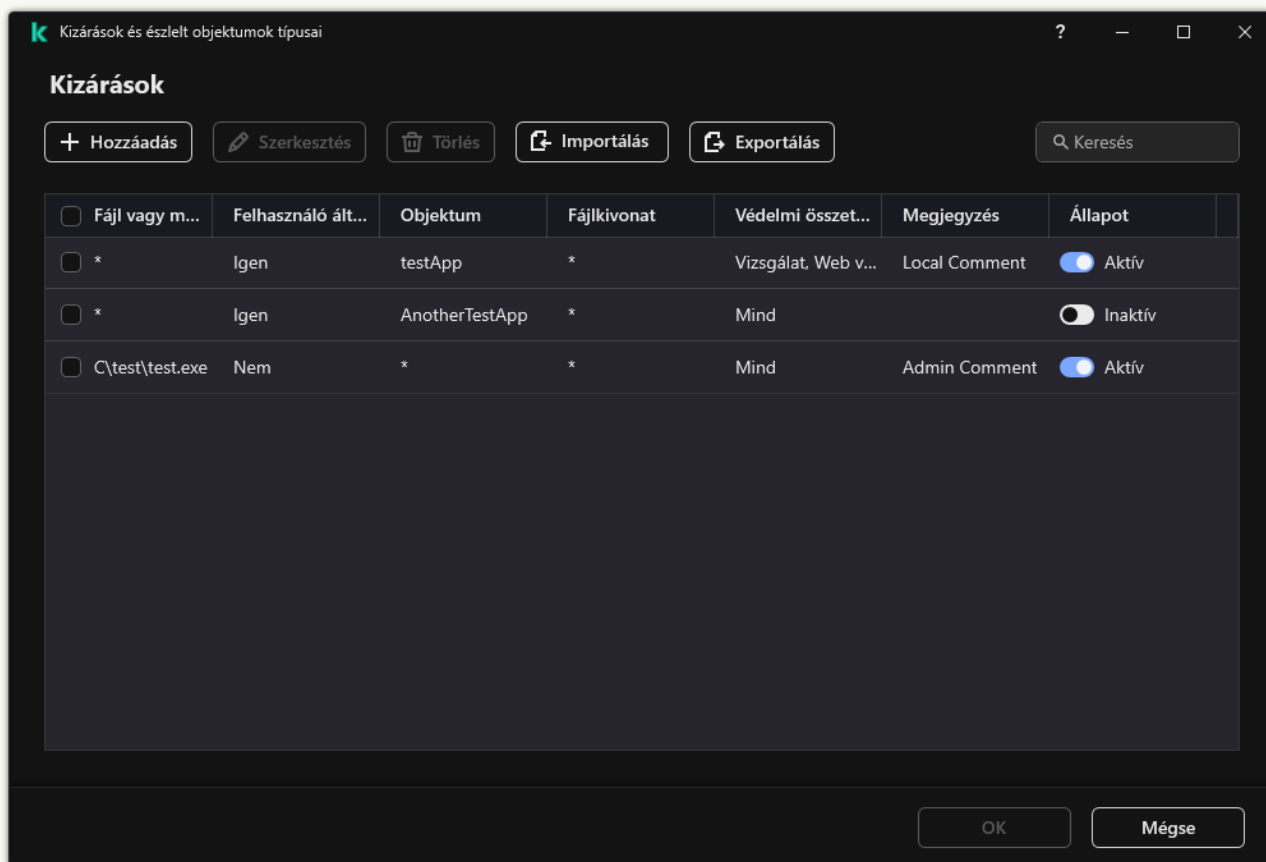 Kizárások és észlelt objektumok típusai
Kizárások
Hozzáadás Szerkesztés Törlés Importálás Exportálás Keresés
Fájl vagy m... Felhasználó ált... Objektum Fájlkivonat Védelmi összet... Megjegyzés Állapot
* Igen testApp * Vizsgálat, Web v... Local Comment Aktív
* Igen AnotherTestApp * Mind Inaktív
C\test\test.exe Nem * * Mind Admin Comment Aktív
OK Mégse